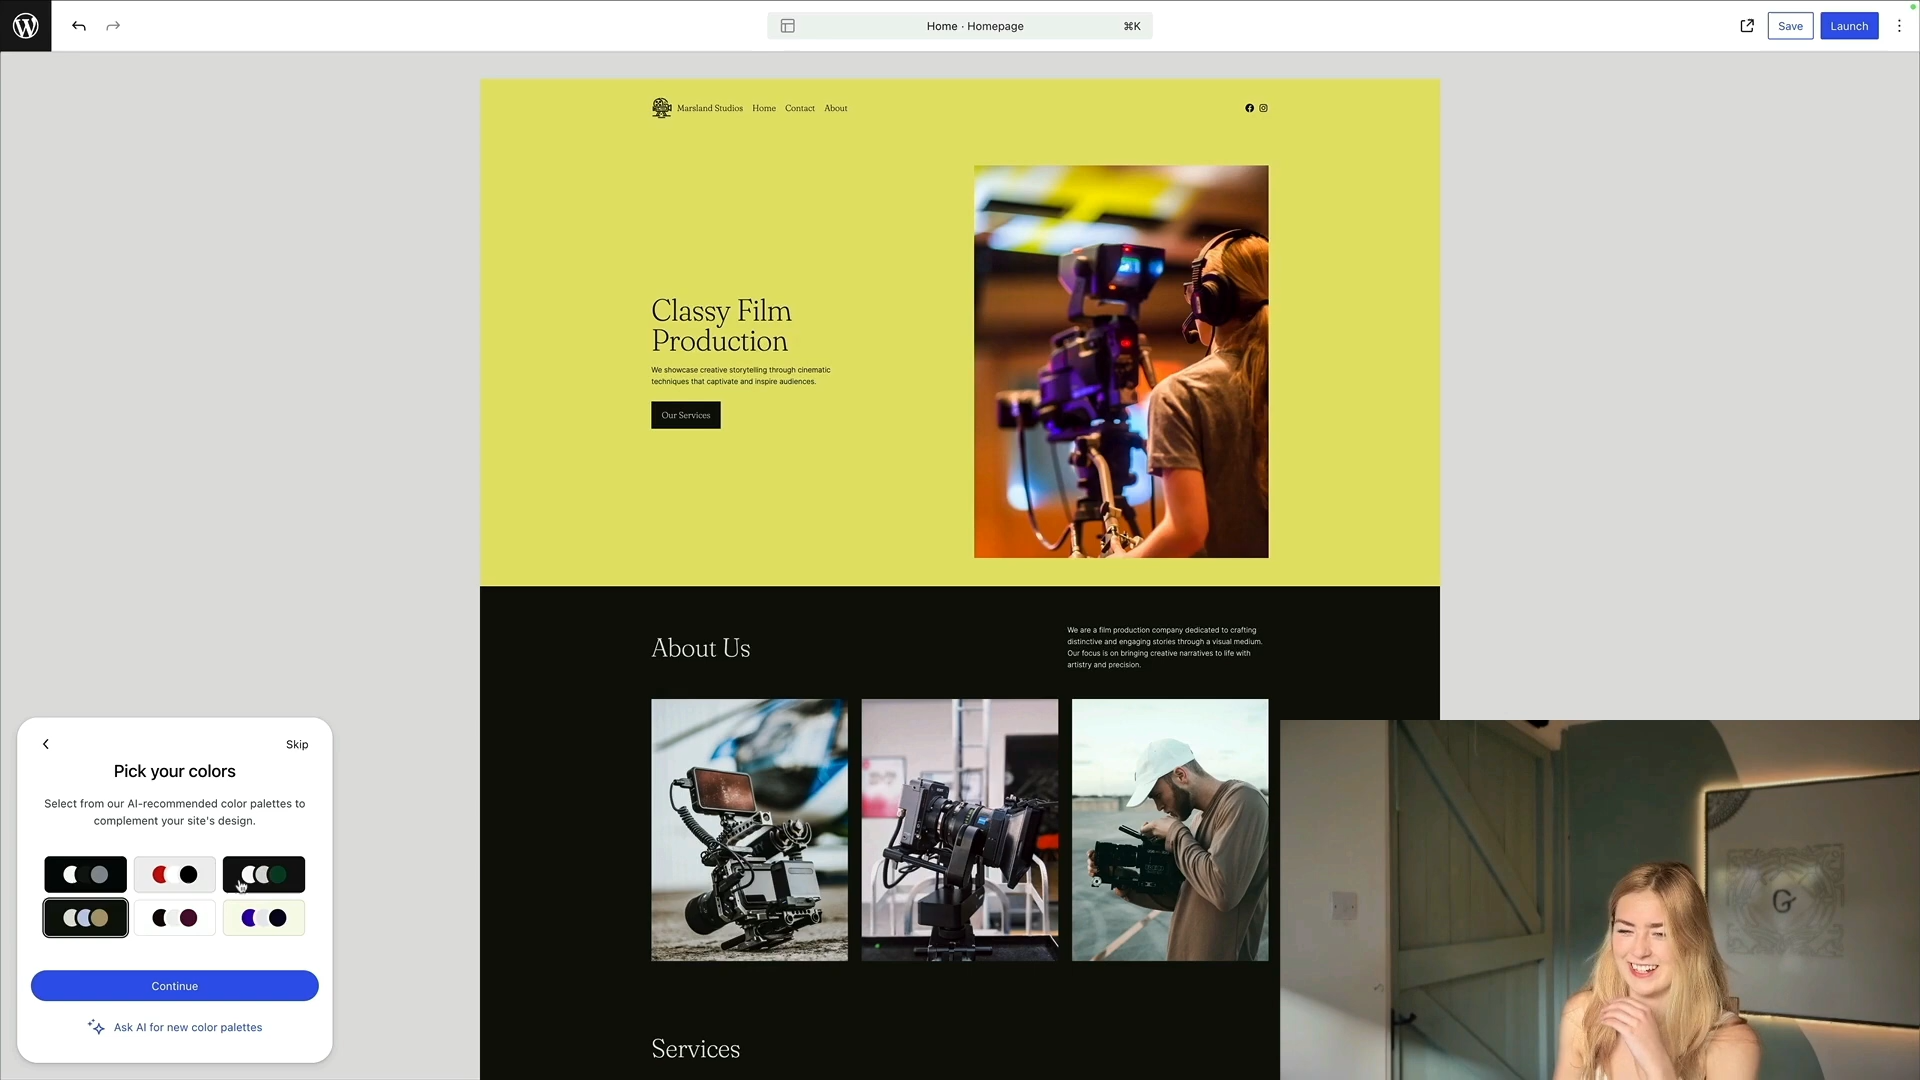 Home · Homepage
⌘K
Save
Launch
Marsland Studios
Home
Contact
About
Classy Film
Production
We showcase creative storytelling through cinematic
techniques that captivate and inspire audiences.
Our Services
About Us
We are a film production company dedicated to crafting
distinctive and engaging stories through a visual medium.
Our focus is on bringing creative narratives to life with
artistry and precision.
Services
Skip
Pick your colors
Select from our AI-recommended color palettes to
complement your site's design.
Continue
Ask AI for new color palettes
G